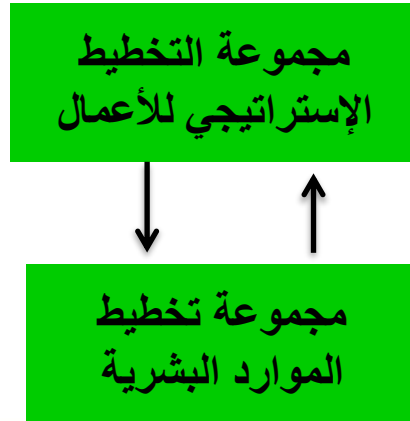 مجموعة التخطيط
الإستراتيجي للأعمال
مجموعة تخطيط
الموارد البشرية